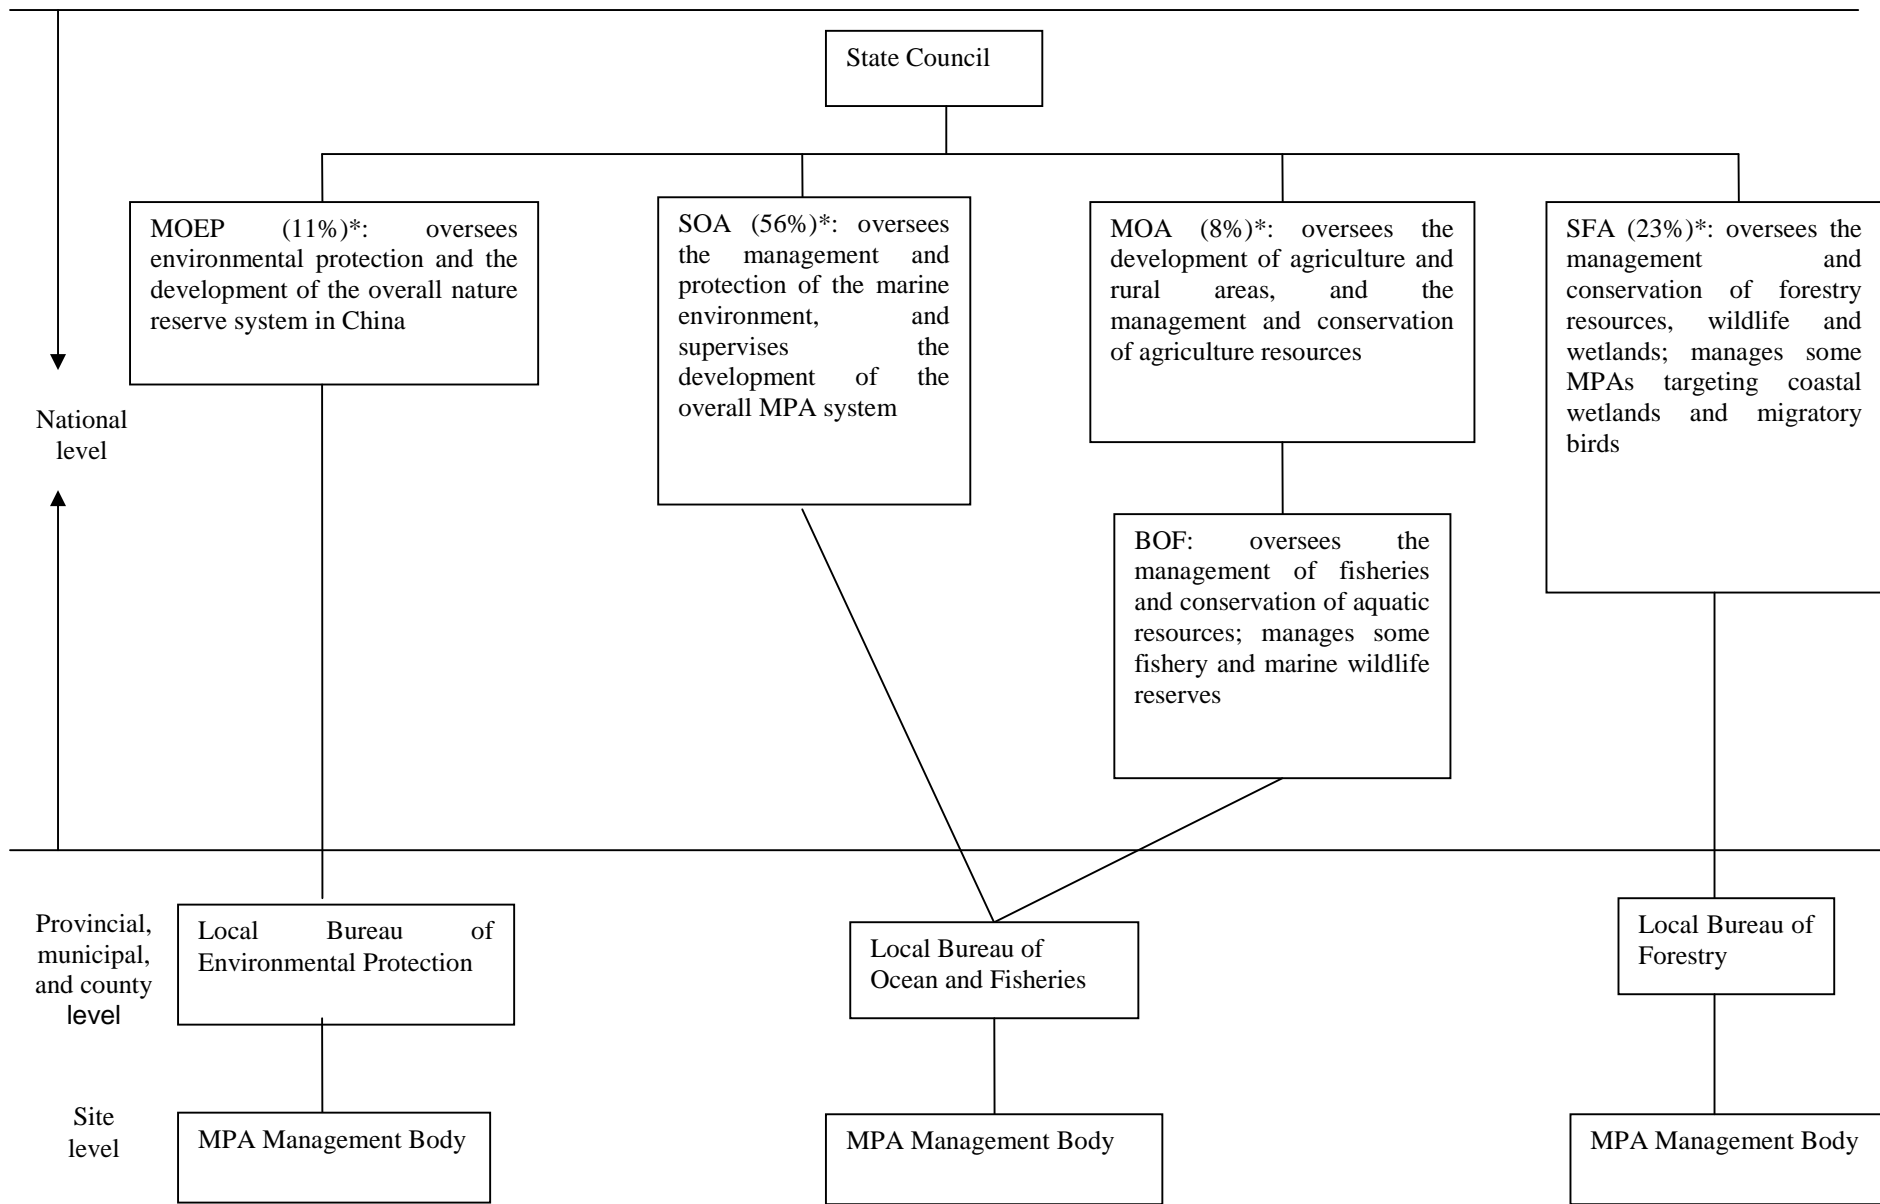 State Council
MOEP (11%)*: oversees
environmental protection and the
development of the overall nature
reserve system in China
SOA (56%)*: oversees
the management and
protection of the marine
environment, and
supervises the
development of the
overall MPA system
MOA (8%)*: oversees the
development of agriculture and
rural areas, and the
management and conservation
of agriculture resources
SFA (23%)*: oversees the
management and
conservation of forestry
resources, wildlife and
wetlands; manages some
MPAs targeting coastal
wetlands and migratory
birds
National
level
BOF: oversees the
management of fisheries
and conservation of aquatic
resources; manages some
fishery and marine wildlife
reserves
Provincial,
municipal,
and county
level
Local Bureau of
Environmental Protection
Local Bureau of
Ocean and Fisheries
Local Bureau of
Forestry
Site
level
MPA Management Body
MPA Management Body
MPA Management Body